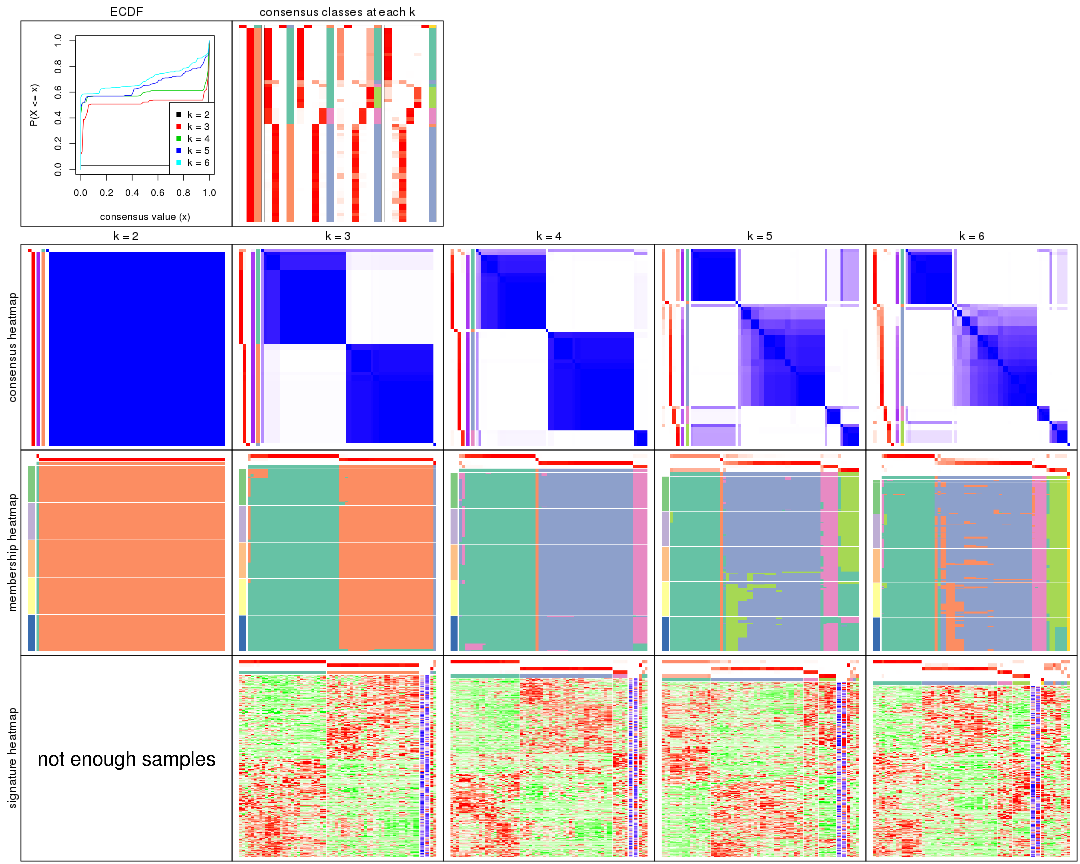 ECDF
consensus classes at each k
P(X <= x)
0.0 0.2 0.4 0.6 0.8 1.0
k = 2
k = 3
k = 4
k = 5
k = 6
0.0 0.2 0.4 0.6 0.8 1.0
consensus value (x)
k = 2
k = 3
k = 4
k = 5
k = 6
consensus heatmap
membership heatmap
signature heatmap
not enough samples